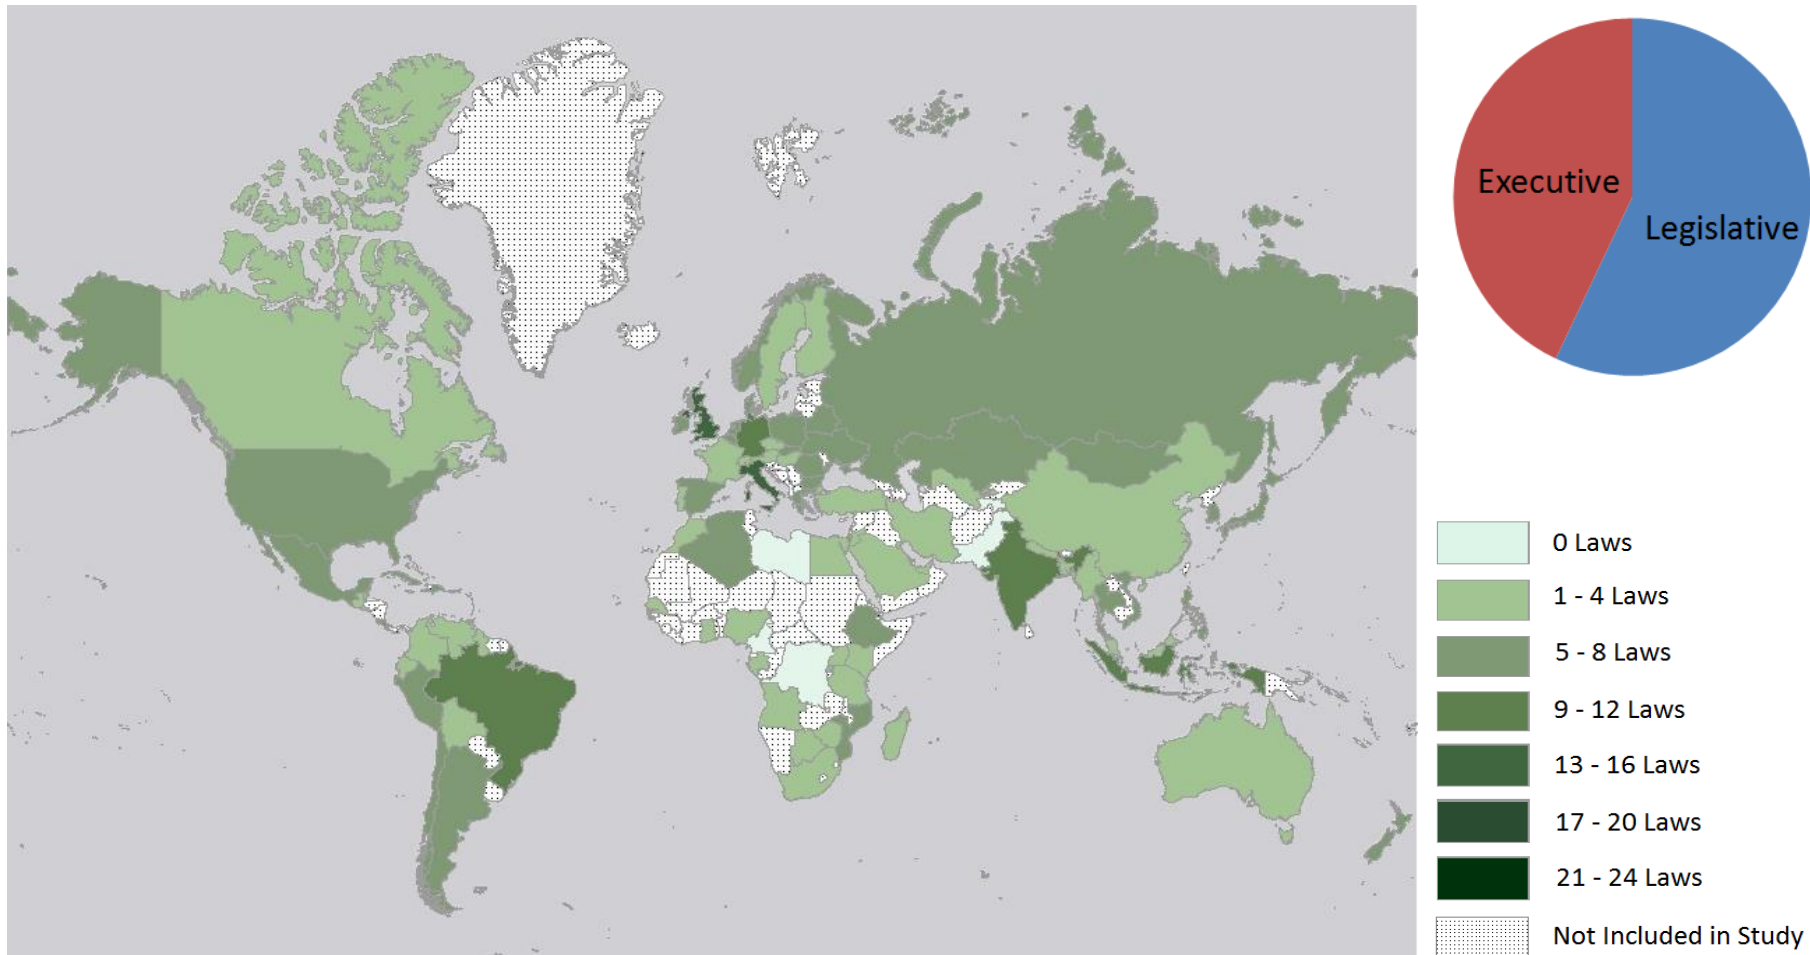 Executive
Legislative
0 Laws
1 - 4 Laws
5 - 8 Laws
9 - 12 Laws
13 - 16 Laws
17 - 20 Laws
21 - 24 Laws
Not Included in Study